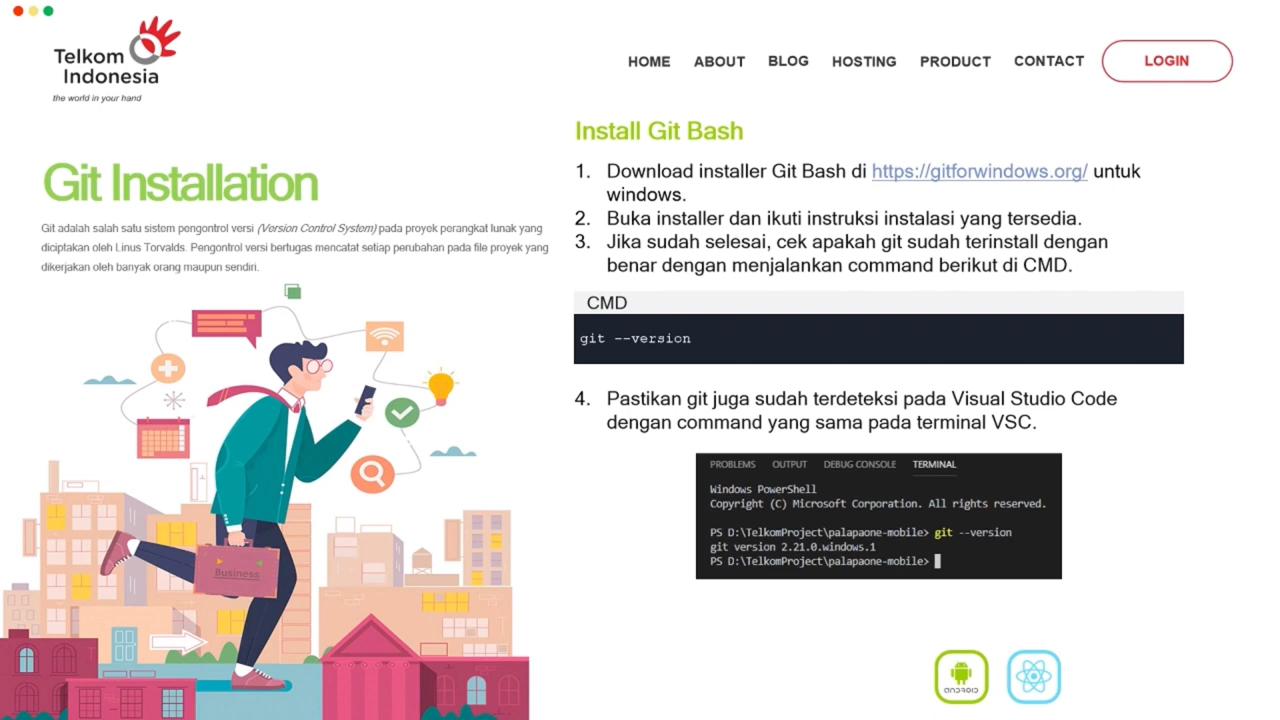 Telkom
Indonesia
the world in your hand
HOME ABOUT BLOG HOSTING PRODUCT CONTACT LOGIN
Git Installation
Git adalah salah satu sistem pengontrol versi (Version Control System) pada proyek perangkat lunak yang
diciptakan oleh Linus Torvalds. Pengontrol versi bertugas mencatat setiap perubahan pada file proyek yang
dikerjakan oleh banyak orang maupun sendiri.
Business
Install Git Bash
1. Download installer Git Bash di https://gitforwindows.org/ untuk
windows.
2. Buka installer dan ikuti instruksi instalasi yang tersedia.
3. Jika sudah selesai, cek apakah git sudah terinstall dengan
benar dengan menjalankan command berikut di CMD.
CMD
git --version
4. Pastikan git juga sudah terdeteksi pada Visual Studio Code
dengan command yang sama pada terminal VSC.
PROBLEMS OUTPUT DEBUG CONSOLE TERMINAL
Windows PowerShell
Copyright (C) Microsoft Corporation. All rights reserved.
PS D:\TelkomProject\palapaone-mobile> git --version
git version 2.21.0.windows.1
PS D:\TelkomProject\palapaone-mobile>
ANDROID